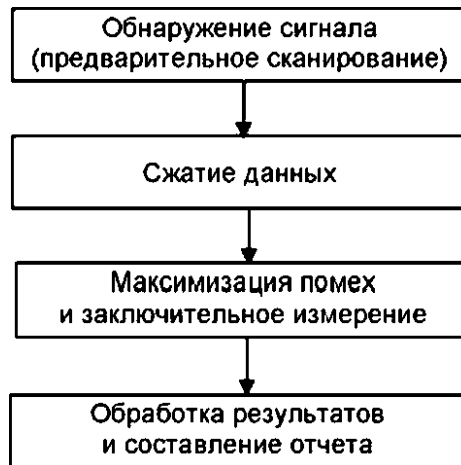 Обнаружение сигнала
(предварительное сканирование)
Сжатие данных
Максимизация помех
и заключительное измерение
Обработка результатов
и составление отчета